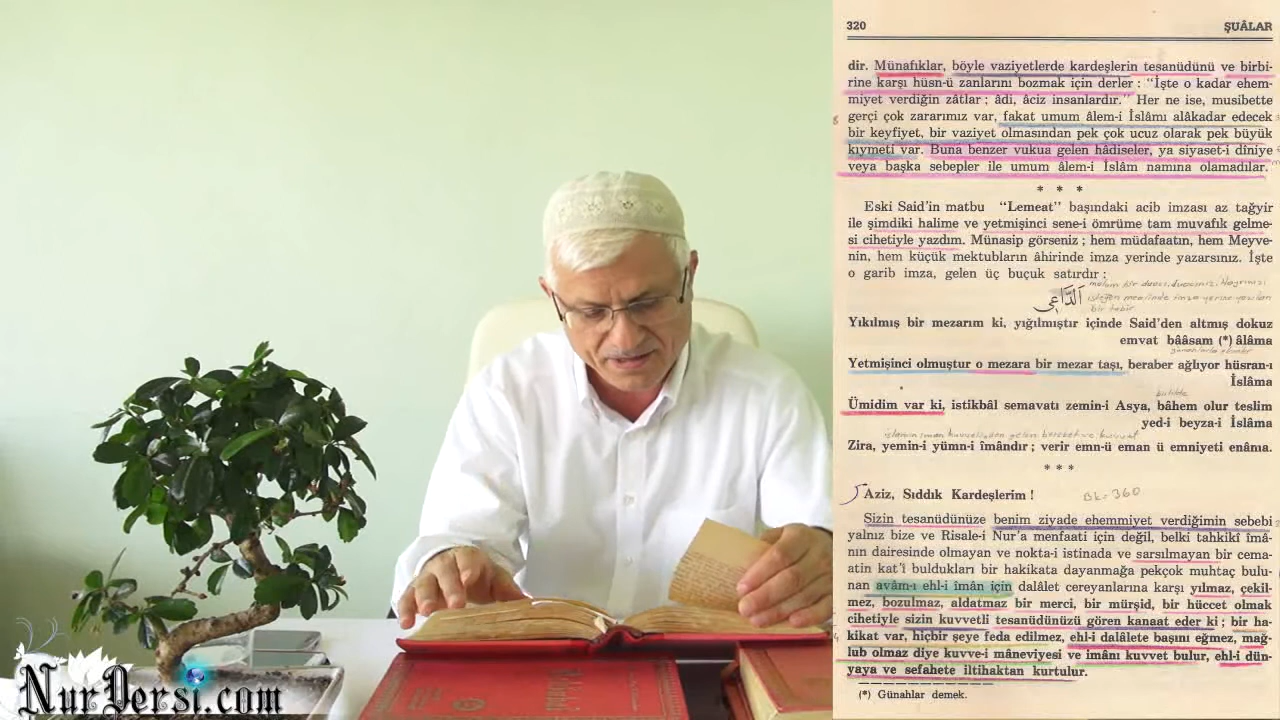 320 ŞUÂLAR
dir. Münafıklar, böyle vaziyetlerde kardeşlerin tesanüdünü ve birbi-
rine karşı hüsn-ü zanlarını bozmak için derler : “İşte o kadar ehem-
miyet verdiğin zâtlar ; âdi, âciz insanlardır.” Her ne ise, musibette
gerçi çok zararımız var, fakat umum âlem-i İslâmı alâkadar edecek
bir keyfiyet, bir vaziyet olmasından pek çok ucuz olarak pek büyük
kıymeti var. Buna benzer vukua gelen hâdiseler, ya siyaset-i dîniye
veya başka sebepler ile umum âlem-i İslâm namına olamadılar.
* * *
Eski Said'in matbu “Lemeat” başındaki acib imzası az tağyir
ile şimdiki halime ve yetmişinci sene-i ömrüme tam muvafık gelme-
si cihetiyle yazdım. Münasip görseniz ; hem müdafaatın, hem Meyve-
nin, hem küçük mektubların âhirinde imza yerinde yazarsınız. İşte
o garib imza, gelen üç buçuk satırdır :
اَلدَّاعِى
bir tabir
Yıkılmış bir mezarım ki, yığılmıştır içinde Said'den altmış dokuz
emvat bâäsam (*) âlâma
Yetmişinci olmuştur o mezara bir mezar taşı, beraber ağlıyor hüsran-ı
İslâma
birlikte
Ümidim var ki, istikbâl semavatı zemin-i Asya, bâhem olur teslim
yed-i beyza-i İslâma
Zira, yemin-i yümn-i îmândır ; verir emn-ü eman ü emniyeti enâma.
* * *
Aziz, Sıddık Kardeşlerim ! Bk: 360
Sizin tesanüdünüze benim ziyade ehemmiyet verdiğimin sebebi
yalnız bize ve Risale-i Nur'a menfaati için değil, belki tahkikî îmâ-
nın dairesinde olmayan ve nokta-i istinada ve sarsılmayan bir cema-
atin kat'î buldukları bir hakikata dayanmağa pekçok muhtaç bulu-
nan avâm-ı ehl-i îmân için dalâlet cereyanlarına karşı yılmaz, çekil-
mez, bozulmaz, aldatmaz bir merci, bir mürşid, bir hüccet olmak
cihetiyle sizin kuvvetli tesanüdünüzü gören kanaat eder ki ; bir ha-
kikat var, hiçbir şeye feda edilmez, ehl-i dalâlete başını eğmez, mağ-
lub olmaz diye kuvve-i mâneviyesi ve imânı kuvvet bulur, ehl-i dün-
yaya ve sefahete iltihaktan kurtulur.
(*) Günahlar demek.
NurDersi.com